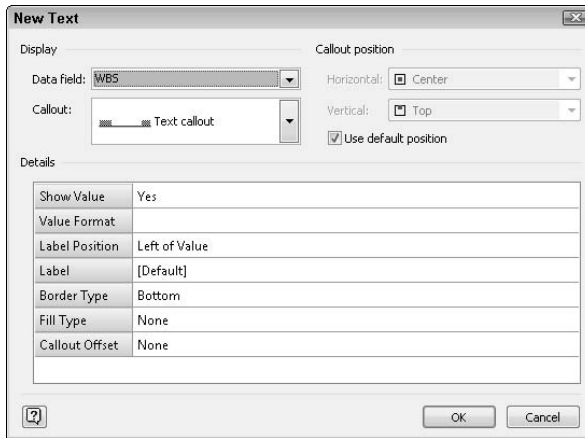 New Text
Display
Data field: WBS
Callout: Text callout
Callout position
Horizontal: Center
Vertical: Top
Use default position
Details
Show Value Yes
Value Format
Label Position Left of Value
Label [Default]
Border Type Bottom
Fill Type None
Callout Offset None
?
OK Cancel